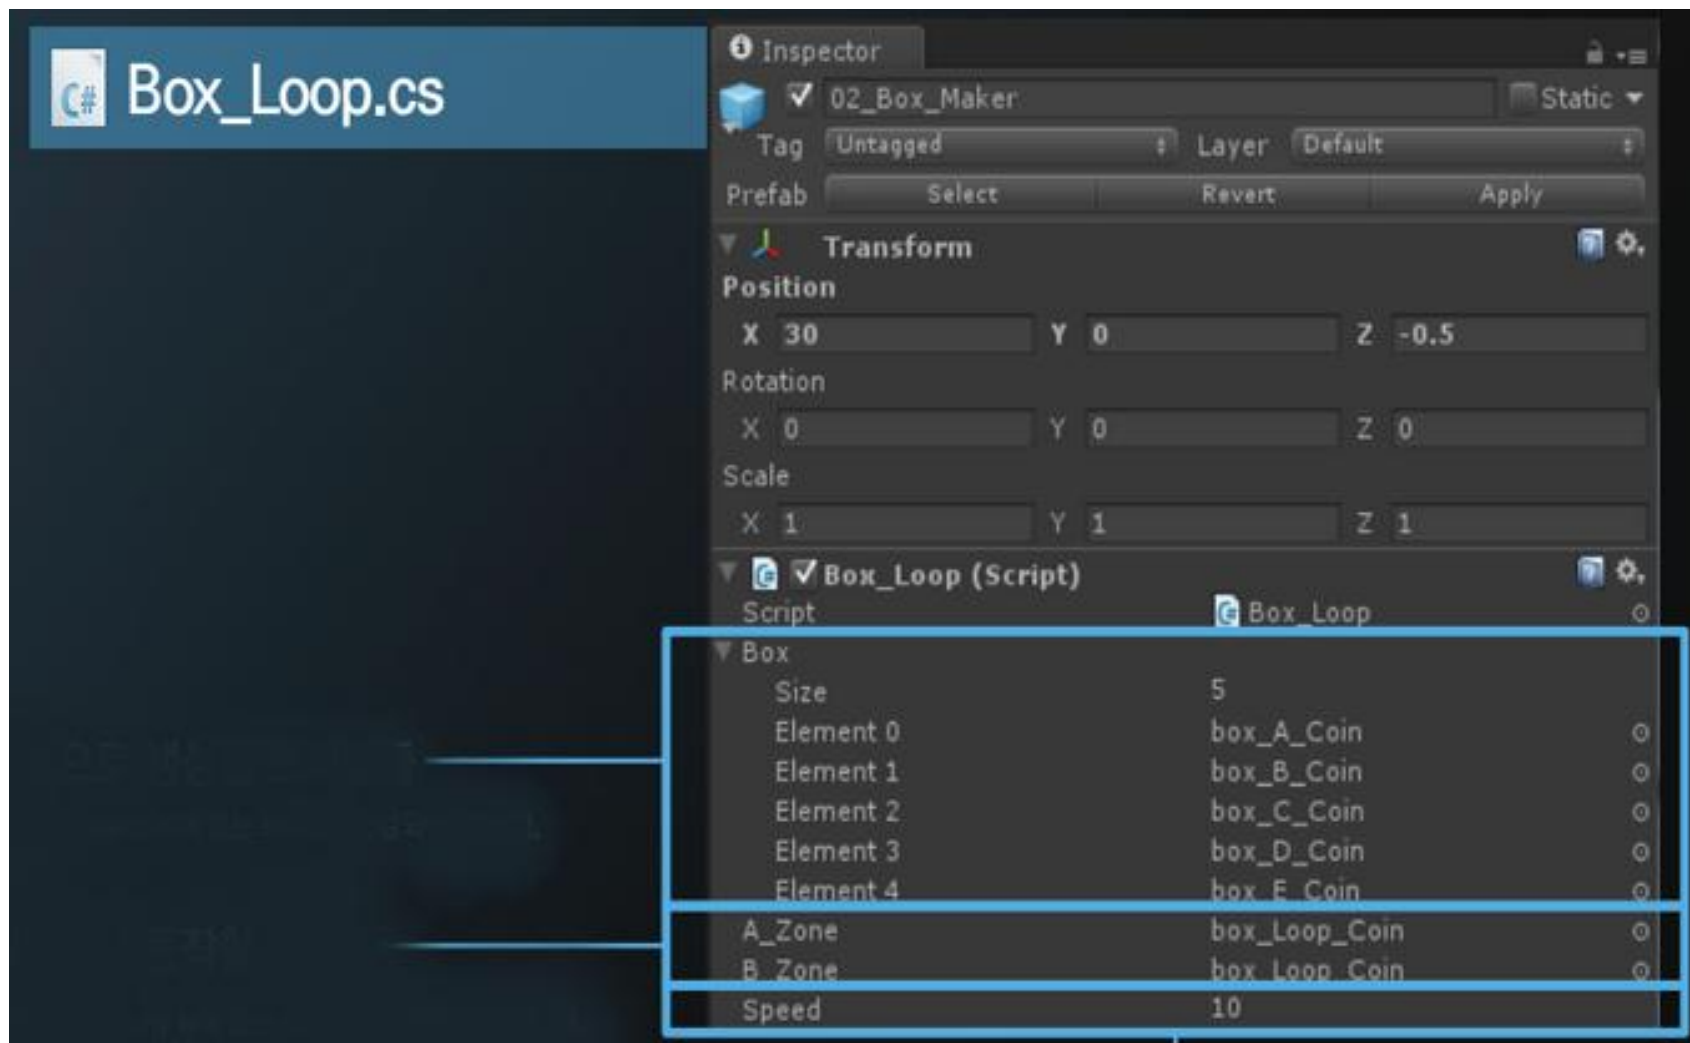 Box_Loop.cs
Inspector
02_Box_Maker Static
Tag Untagged Layer Default
Prefab Select Revert Apply
Transform
Position
X 30 Y 0 Z -0.5
Rotation
X 0 Y 0 Z 0
Scale
X 1 Y 1 Z 1
Box_Loop (Script)
Script Box_Loop
Box
Size 5
Element 0 box_A_Coin
Element 1 box_B_Coin
Element 2 box_C_Coin
Element 3 box_D_Coin
Element 4 box_E_Coin
A_Zone box_Loop_Coin
B_Zone box_Loop_Coin
Speed 10